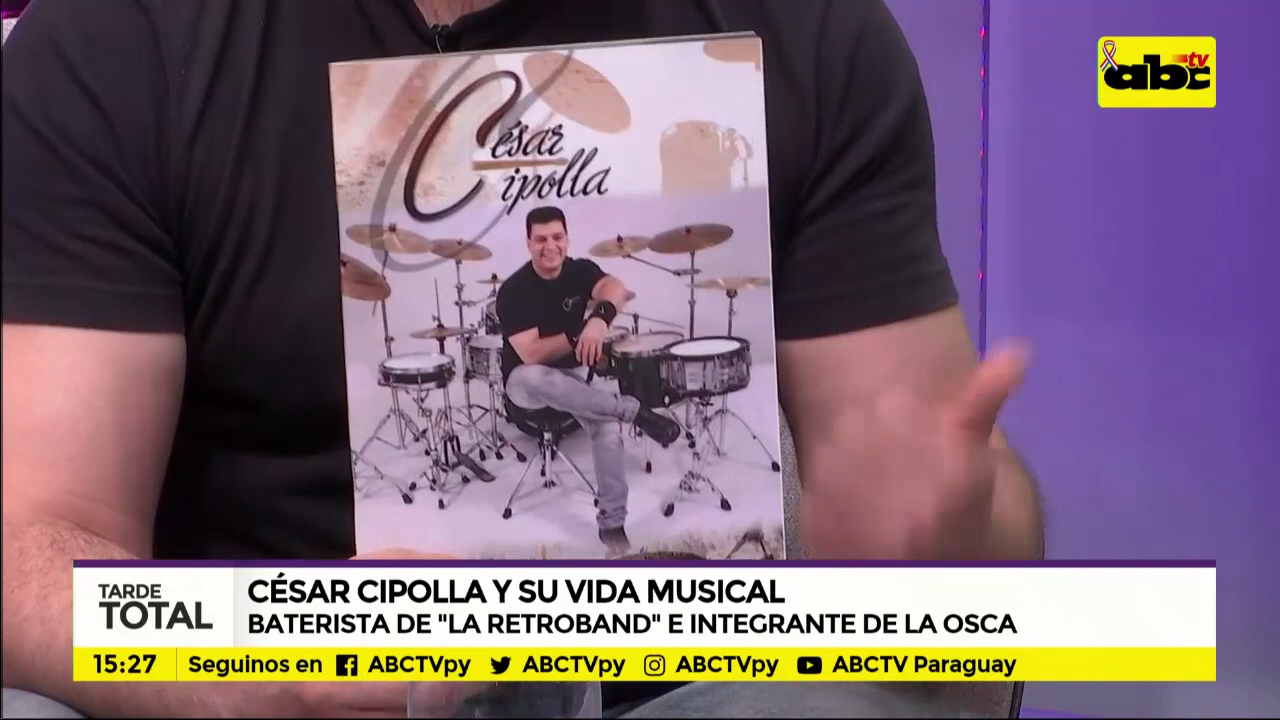 abc tv
César
Cipolla
TARDE
TOTAL
CÉSAR CIPOLLA Y SU VIDA MUSICAL
BATERISTA DE "LA RETROBAND" E INTEGRANTE DE LA OSCA
15:27 Seguinos en ABCTVpy ABCTVpy ABCTVpy ABCTV Paraguay